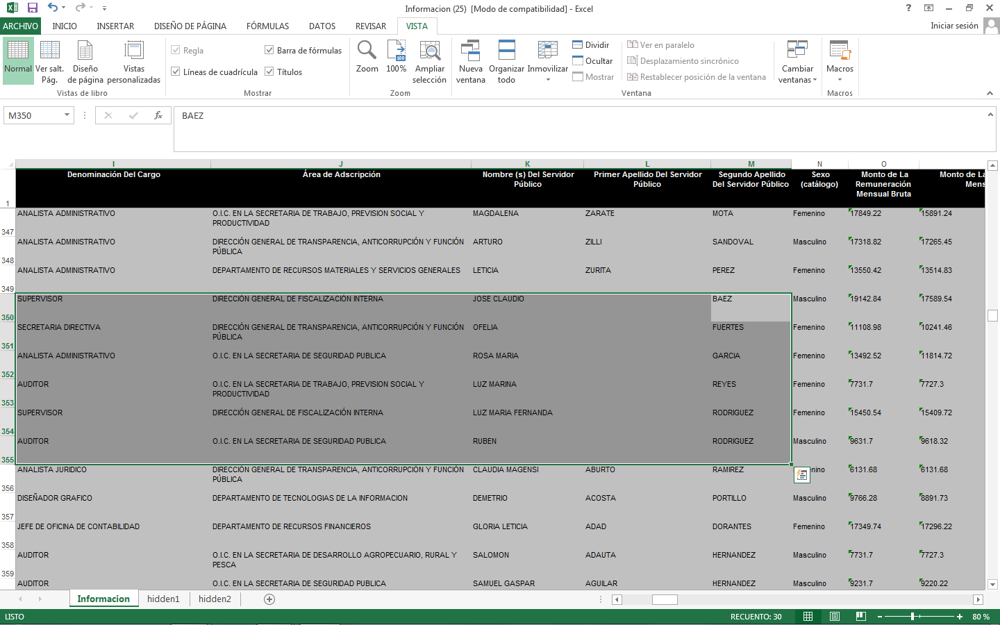 Informacion (25) [Modo de compatibilidad] - Excel
ARCHIVO INICIO INSERTAR DISEÑO DE PÁGINA FÓRMULAS DATOS REVISAR VISTA Iniciar sesión
Normal Ver salt. Pág. Diseño de página Vistas personalizadas
Vistas de libro
Regla Barra de fórmulas
Líneas de cuadrícula Títulos
Mostrar
Zoom 100% Ampliar selección
100
Zoom
Nueva ventana Organizar todo Inmovilizar
Dividir
Ocultar
Mostrar
Ver en paralelo
Desplazamiento sincrónico
Restablecer posición de la ventana
Cambiar ventanas
Ventana
Macros
Macros
M350 fx BAEZ
I J K L M N O
1 Denominación Del Cargo Área de Adscripción Nombre (s) Del Servidor Público Primer Apellido Del Servidor Público Segundo Apellido Del Servidor Público Sexo (catálogo) Monto de La Remuneración Mensual Bruta Monto de La Mens
347 ANALISTA ADMINISTRATIVO O.I.C. EN LA SECRETARIA DE TRABAJO, PREVISION SOCIAL Y PRODUCTIVIDAD MAGDALENA ZARATE MOTA Femenino 17849.22 15891.24
348 ANALISTA ADMINISTRATIVO DIRECCIÓN GENERAL DE TRANSPARENCIA, ANTICORRUPCIÓN Y FUNCIÓN PÚBLICA ARTURO ZILLI SANDOVAL Masculino 17318.82 17265.45
349 ANALISTA ADMINISTRATIVO DEPARTAMENTO DE RECURSOS MATERIALES Y SERVICIOS GENERALES LETICIA ZURITA PEREZ Femenino 13550.42 13514.83
350 SUPERVISOR DIRECCIÓN GENERAL DE FISCALIZACIÓN INTERNA JOSE CLAUDIO BAEZ Masculino 19142.84 17589.54
351 SECRETARIA DIRECTIVA DIRECCIÓN GENERAL DE TRANSPARENCIA, ANTICORRUPCIÓN Y FUNCIÓN PÚBLICA OFELIA FUERTES Femenino 11108.98 10241.46
352 ANALISTA ADMINISTRATIVO O.I.C. EN LA SECRETARIA DE SEGURIDAD PUBLICA ROSA MARIA GARCIA Femenino 13492.52 11814.72
353 AUDITOR O.I.C. EN LA SECRETARIA DE TRABAJO, PREVISION SOCIAL Y PRODUCTIVIDAD LUZ MARINA REYES Femenino 7731.7 7727.3
354 SUPERVISOR DIRECCIÓN GENERAL DE FISCALIZACIÓN INTERNA LUZ MARIA FERNANDA RODRIGUEZ Femenino 15450.54 15409.72
355 AUDITOR O.I.C. EN LA SECRETARIA DE SEGURIDAD PUBLICA RUBEN RODRIGUEZ Masculino 9631.7 9618.32
356 ANALISTA JURIDICO DIRECCIÓN GENERAL DE TRANSPARENCIA, ANTICORRUPCIÓN Y FUNCIÓN PÚBLICA CLAUDIA MAGENSI ABURTO RAMIREZ nino 6131.68 6131.68
357 DISEÑADOR GRAFICO DEPARTAMENTO DE TECNOLOGIAS DE LA INFORMACION DEMETRIO ACOSTA PORTILLO Masculino 9766.28 8891.73
358 JEFE DE OFICINA DE CONTABILIDAD DEPARTAMENTO DE RECURSOS FINANCIEROS GLORIA LETICIA ADAD DORANTES Femenino 17349.74 17296.22
359 AUDITOR O.I.C. EN LA SECRETARIA DE DESARROLLO AGROPECUARIO, RURAL Y PESCA SALOMON ADAUTA HERNANDEZ Masculino 7731.7 7727.3
AUDITOR O.I.C. EN LA SECRETARIA DE SEGURIDAD PUBLICA SAMUEL GASPAR AGUILAR HERNANDEZ Masculino 9231.7 9220.22
Informacion hidden1 hidden2
LISTO RECUENTO: 30 80 %